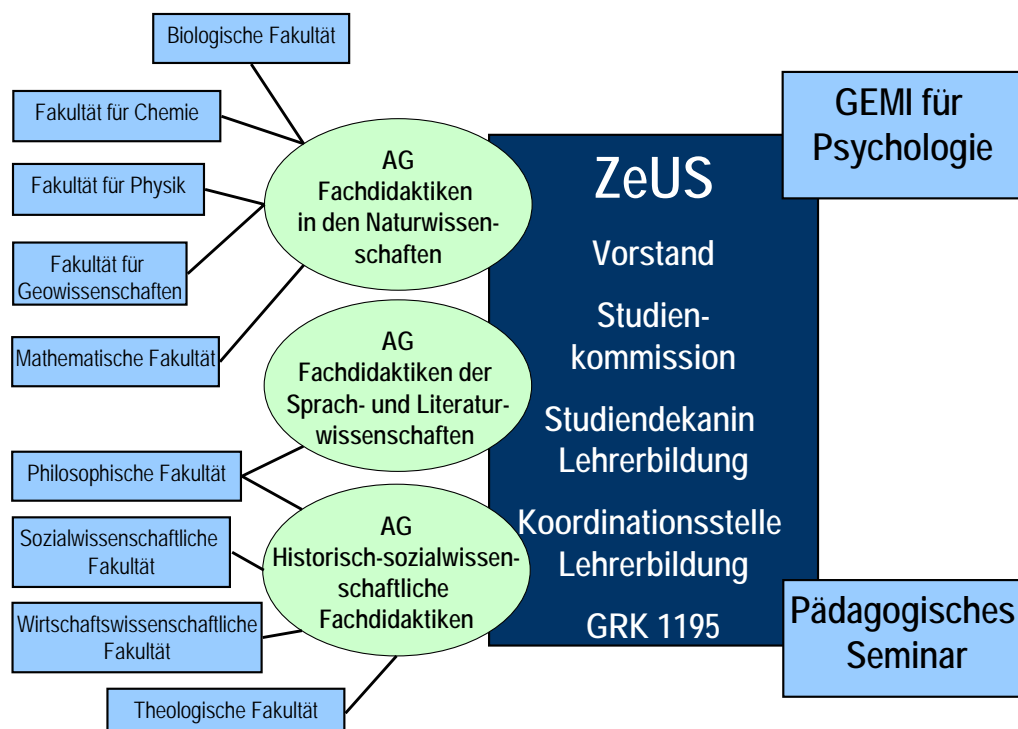 Biologische Fakultät
Fakultät für Chemie
Fakultät für Physik
Fakultät für
Geowissenschaften
Mathematische Fakultät
Philosophische Fakultät
Sozialwissenschaftliche
Fakultät
Wirtschaftswissenschaftliche
Fakultät
Theologische Fakultät
AG
Fachdidaktiken
in den Naturwissen-
schaften
AG
Fachdidaktiken der
Sprach- und Literatur-
wissenschaften
AG
Historisch-sozialwissen-
schaftliche
Fachdidaktiken
ZeUS
Vorstand
Studien-
kommission
Studiendekanin
Lehrerbildung
Koordinationsstelle
Lehrerbildung
GRK 1195
GEMI für
Psychologie
Pädagogisches
Seminar